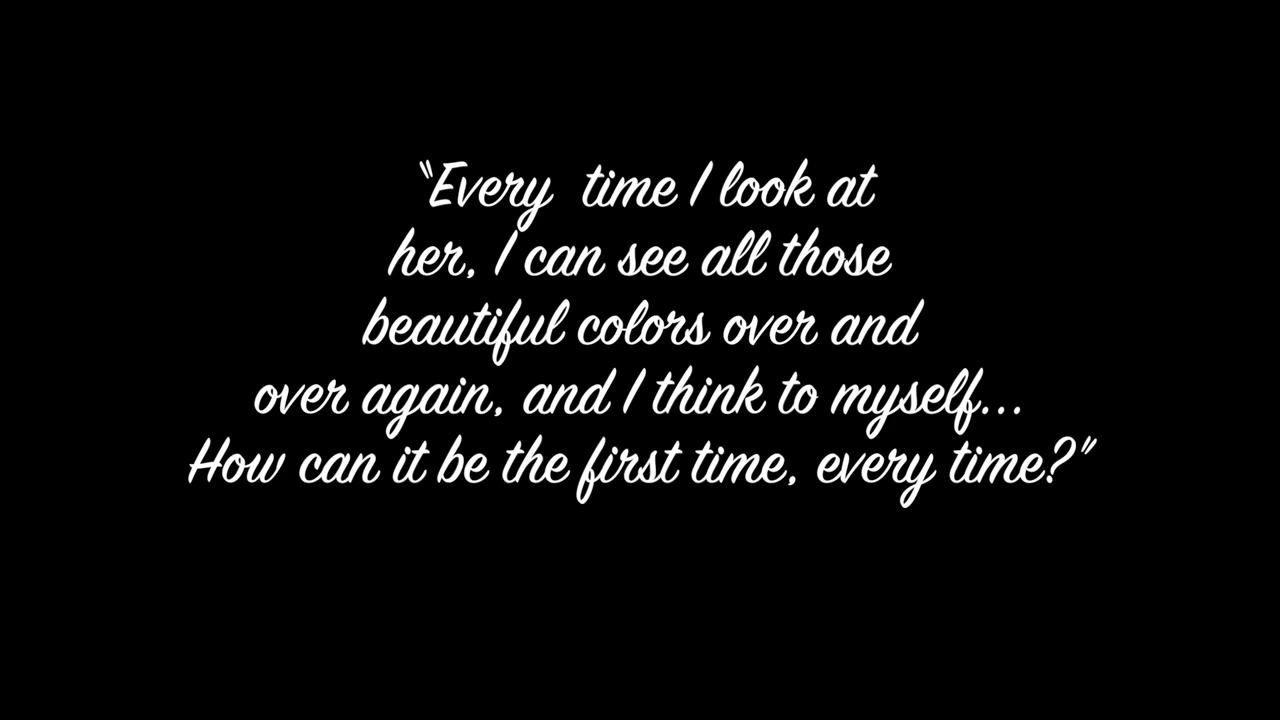 "Every time I look at
her, I can see all those
beautiful colors over and
over again, and I think to myself...
How can it be the first time, every time?"